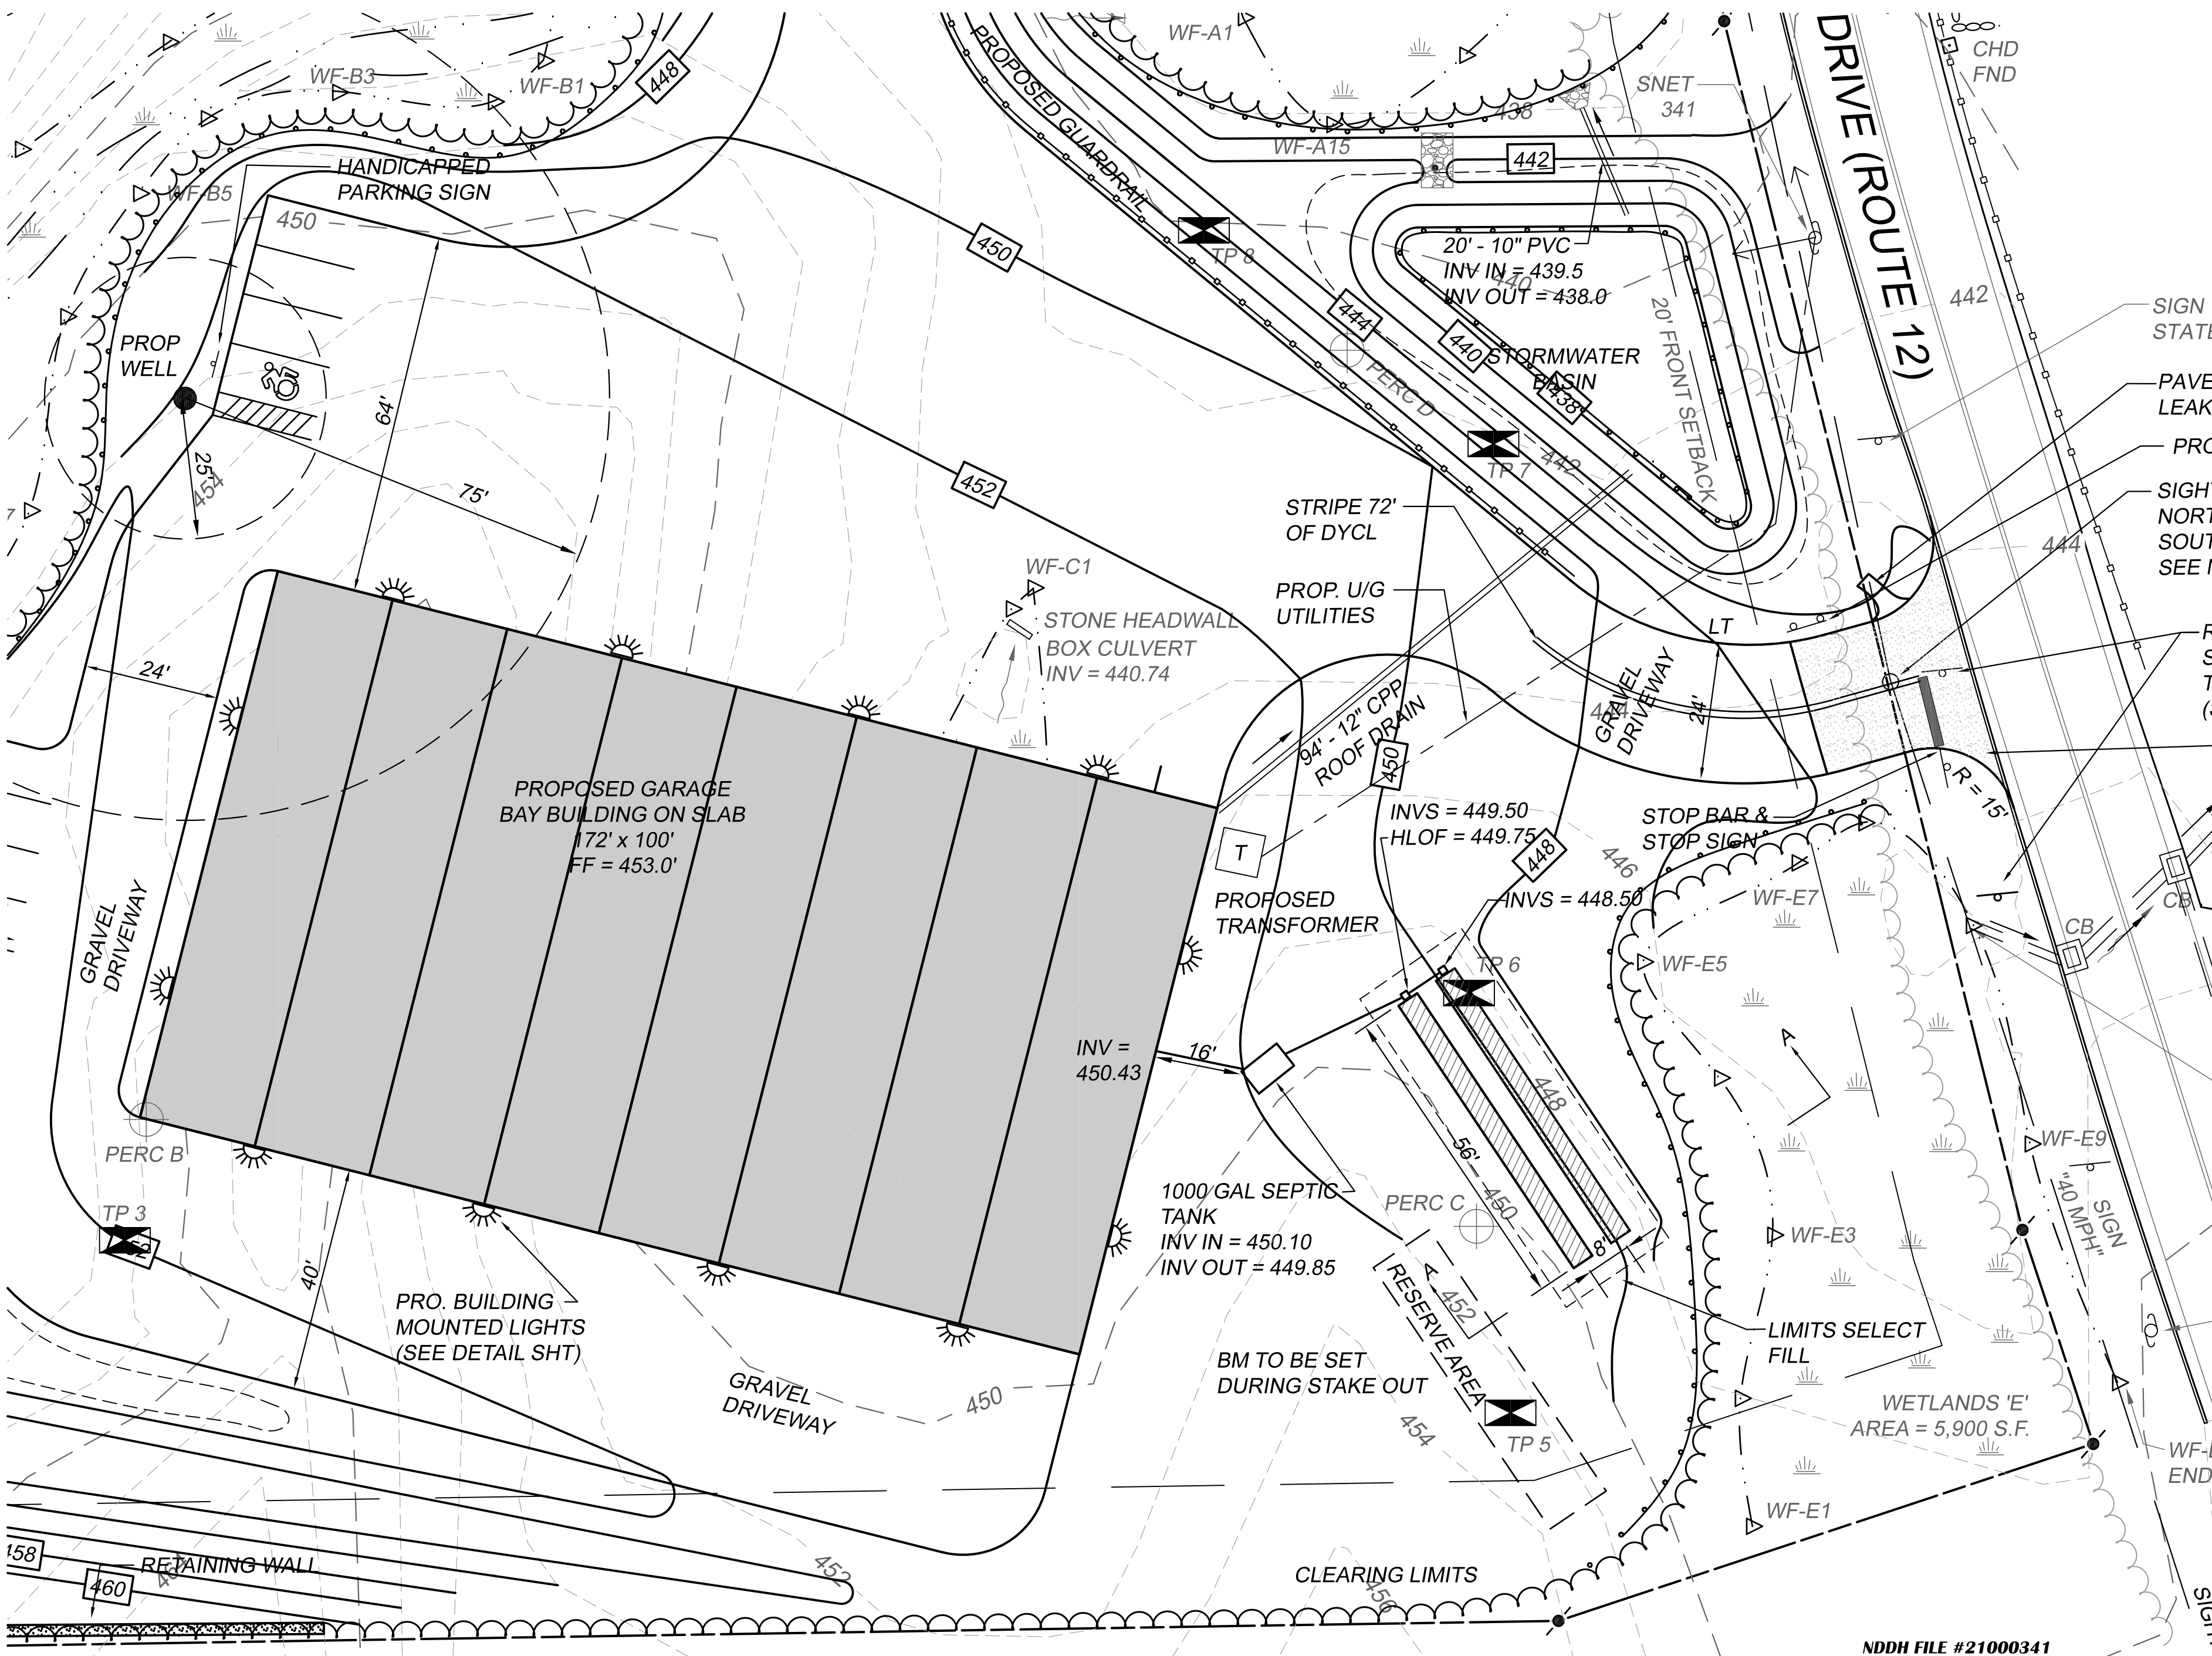 WF-A1
CHD
FND
DRIVE (ROUTE 12)
448
WF-B3
WF-B1
PROPOSED GUARDRAIL
SNET
341
438
WF-A15
442
HANDICAPPED
PARKING SIGN
WF-B5
450
450
TP 8
20' - 10" PVC
INV IN = 439.5
INV OUT = 438.0
440
442
SIGN
444
440
STORMWATER
BASIN
438
20' FRONT SETBACK
PROP
WELL
64'
PERC D
25'
454
75'
452
TP 7
442
STRIPE 72'
OF DYCL
444
SEE
WF-C1
STONE HEADWALL
BOX CULVERT
INV = 440.74
PROP. U/G
UTILITIES
LT
24'
GRAVEL
DRIVEWAY
24'
94' - 12" CPP
ROOF DRAIN
450
R = 15'
PROPOSED GARAGE
BAY BUILDING ON SLAB
172' x 100'
FF = 453.0'
T
INVS = 449.50
HLOF = 449.75
STOP BAR &
STOP SIGN
448
446
PROPOSED
TRANSFORMER
INVS = 448.50
WF-E7
CB
CB
GRAVEL
DRIVEWAY
TP 6
WF-E5
INV =
450.43
16'
A
448
PERC B
WF-E9
56'
TP 3
1000 GAL SEPTIC
TANK
INV IN = 450.10
INV OUT = 449.85
PERC C
450
8'
WF-E3
SIGN
"40 MPH"
40'
PRO. BUILDING
MOUNTED LIGHTS
(SEE DETAIL SHT)
A
452
RESERVE AREA
LIMITS SELECT
FILL
BM TO BE SET
DURING STAKE OUT
GRAVEL
DRIVEWAY
450
454
TP 5
WETLANDS 'E'
AREA = 5,900 S.F.
END
WF-E1
458
RETAINING WALL
460
452
CLEARING LIMITS
456
NDDH FILE #21000341